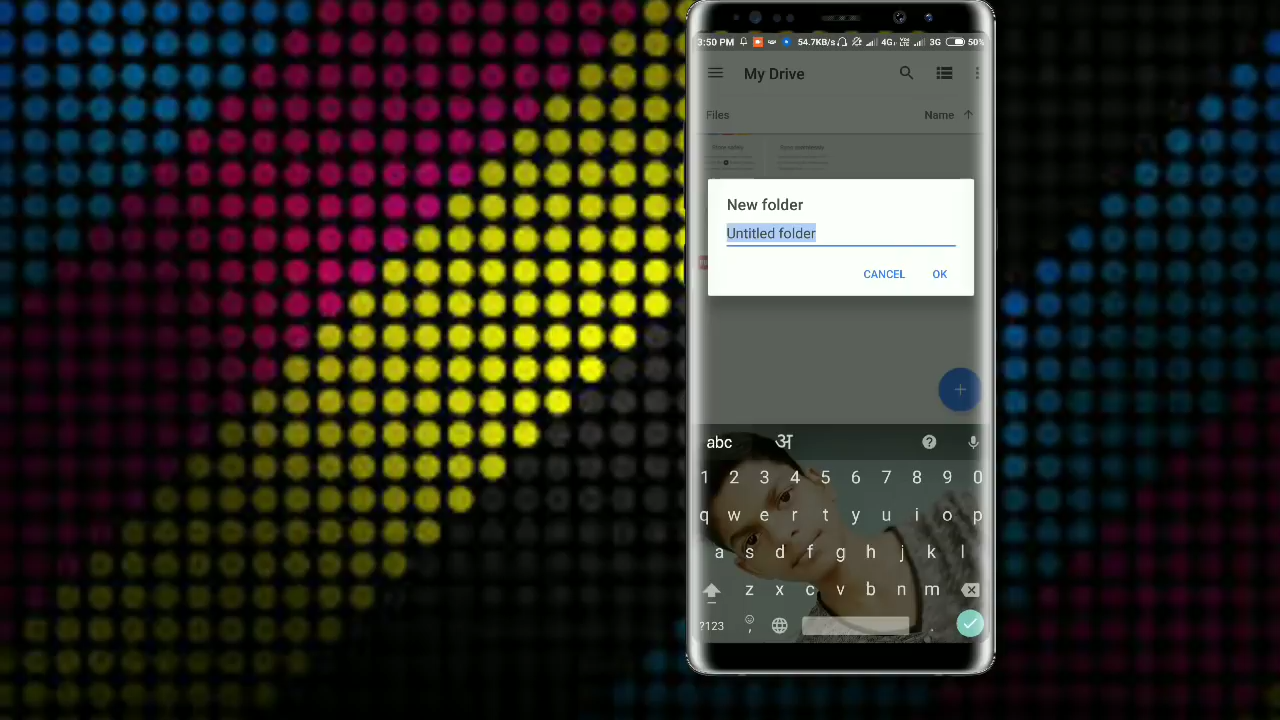 3:50 PM 54.7KB/s 4G+ VoLTE 3G 50%
My Drive
Files Name
New folder
Untitled folder
CANCEL OK
abc अ
1 2 3 4 5 6 7 8 9 0
q w e r t y u i o p
a s d f g h j k l
z x c v b n m
?123 , .